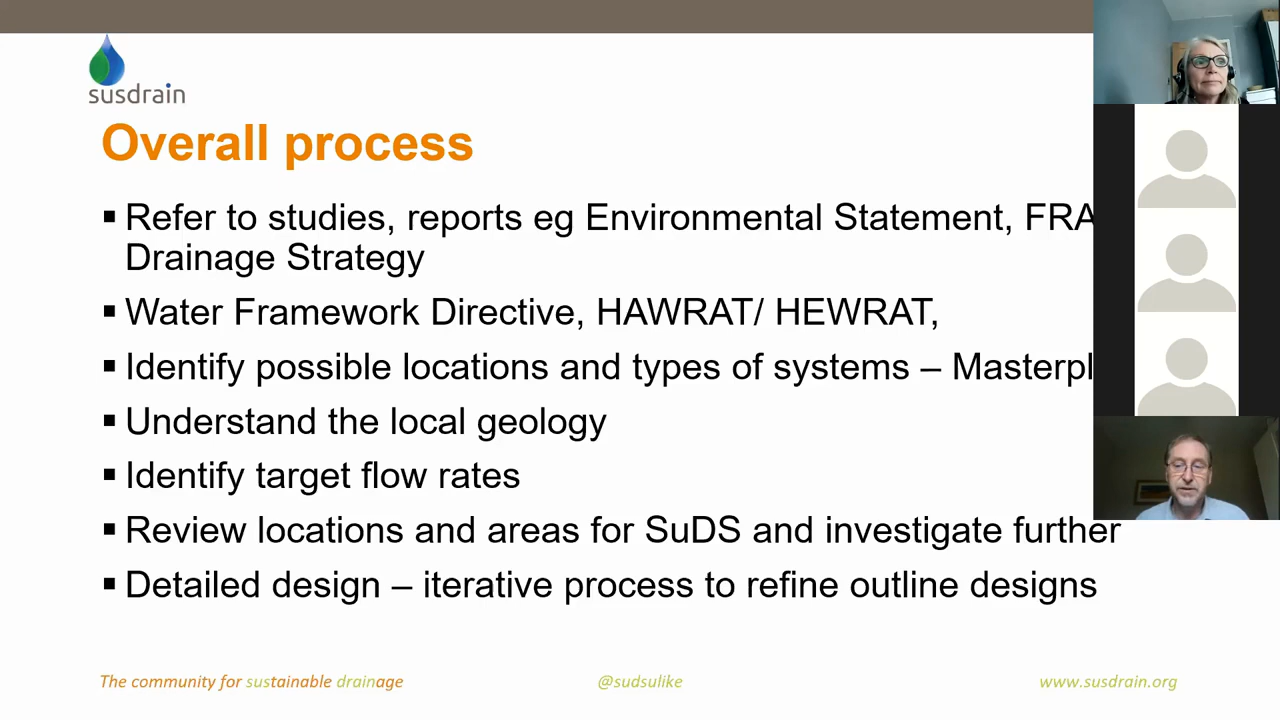 susdrain
Overall process
▪ Refer to studies, reports eg Environmental Statement, FRA
Drainage Strategy
▪ Water Framework Directive, HAWRAT/ HEWRAT,
▪ Identify possible locations and types of systems – Masterpl
▪ Understand the local geology
▪ Identify target flow rates
▪ Review locations and areas for SuDS and investigate further
▪ Detailed design – iterative process to refine outline designs
The community for sustainable drainage
@sudsulike
www.susdrain.org